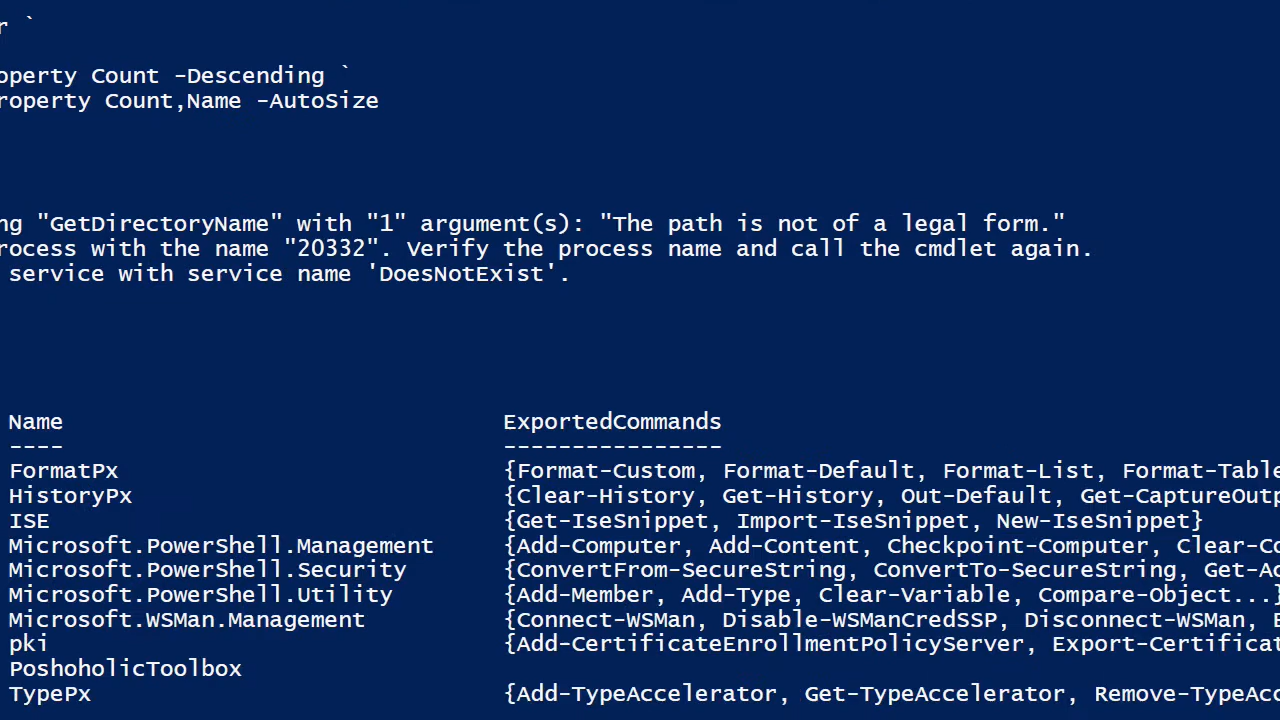 r `
operty Count -Descending `
roperty Count,Name -AutoSize
ng "GetDirectoryName" with "1" argument(s): "The path is not of a legal form."
rocess with the name "20332". Verify the process name and call the cmdlet again.
service with service name 'DoesNotExist'.
Name ExportedCommands
---- ----------------
FormatPx {Format-Custom, Format-Default, Format-List, Format-Table
HistoryPx {Clear-History, Get-History, Out-Default, Get-CaptureOutp
ISE {Get-IseSnippet, Import-IseSnippet, New-IseSnippet}
Microsoft.PowerShell.Management {Add-Computer, Add-Content, Checkpoint-Computer, Clear-Co
Microsoft.PowerShell.Security {ConvertFrom-SecureString, ConvertTo-SecureString, Get-Ac
Microsoft.PowerShell.Utility {Add-Member, Add-Type, Clear-Variable, Compare-Object...}
Microsoft.WSMan.Management {Connect-WSMan, Disable-WSManCredSSP, Disconnect-WSMan, E
pki {Add-CertificateEnrollmentPolicyServer, Export-Certificat
PoshoholicToolbox
TypePx {Add-TypeAccelerator, Get-TypeAccelerator, Remove-TypeAcc